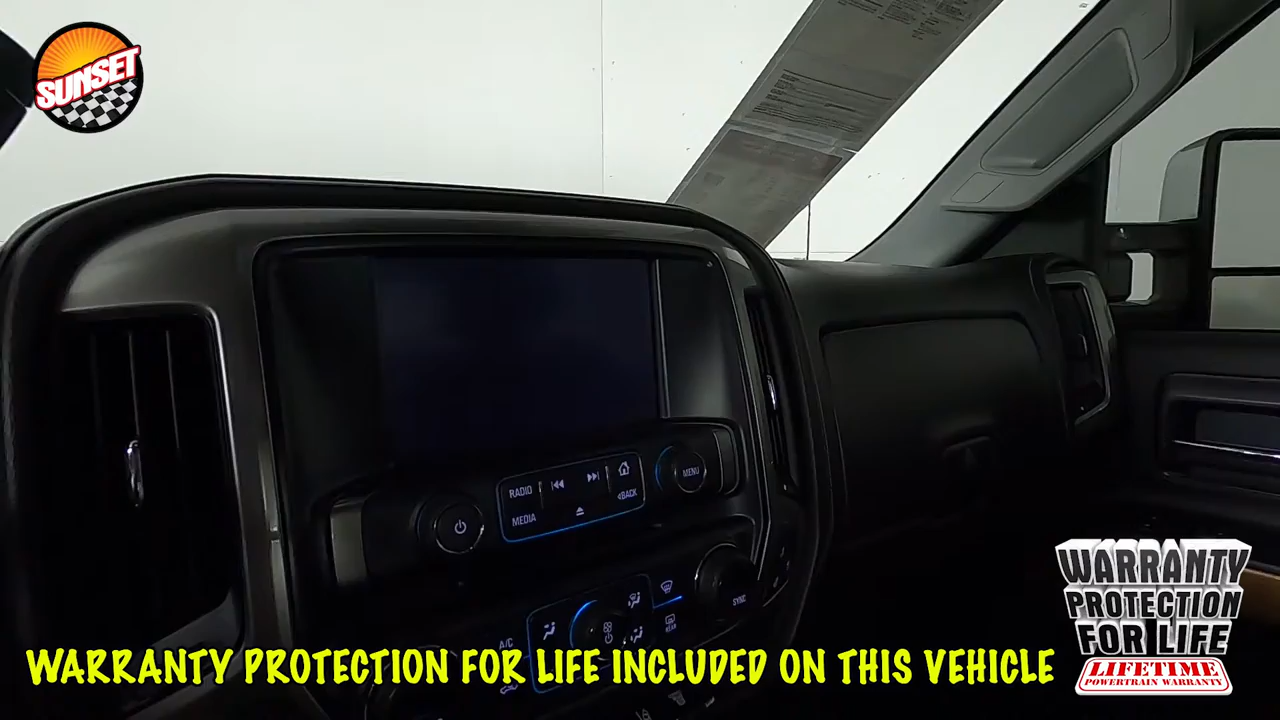 SUNSET
RADIO
MEDIA
<BACK
MENU
A/C
REAR
SYNC
WARRANTY PROTECTION FOR LIFE INCLUDED ON THIS VEHICLE
WARRANTY
PROTECTION
FOR LIFE
LIFETIME
POWERTRAIN WARRANTY